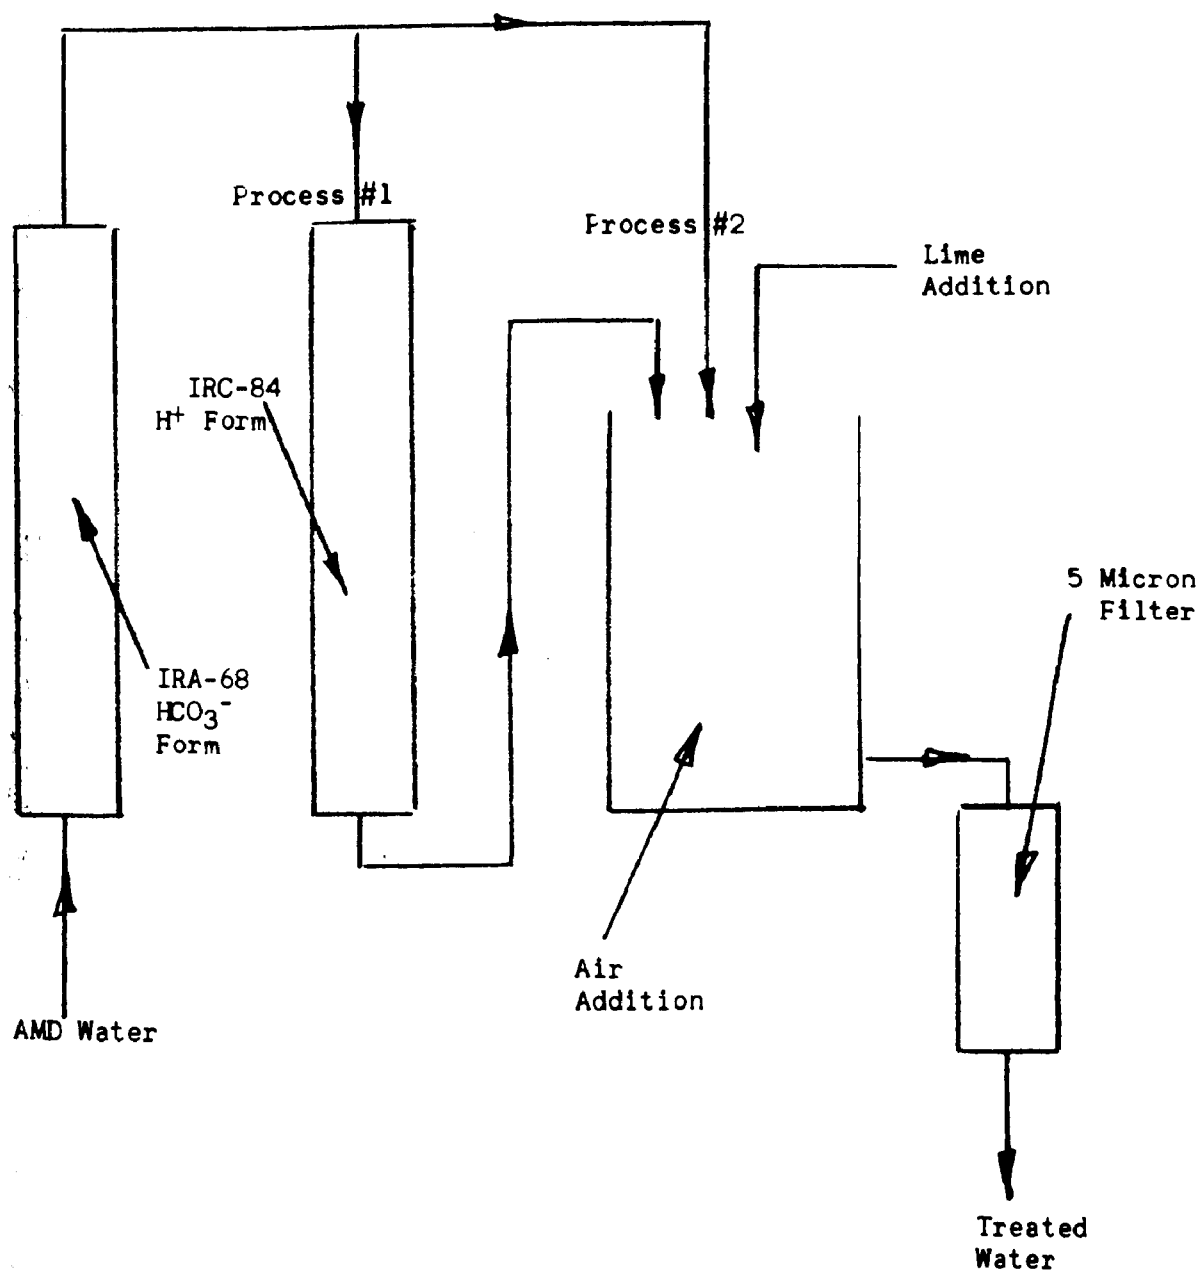 Process #1
Process #2
Lime
Addition
IRC-84
H⁺ Form
5 Micron
Filter
IRA-68
HCO₃⁻
Form
Air
Addition
AMD Water
Treated
Water